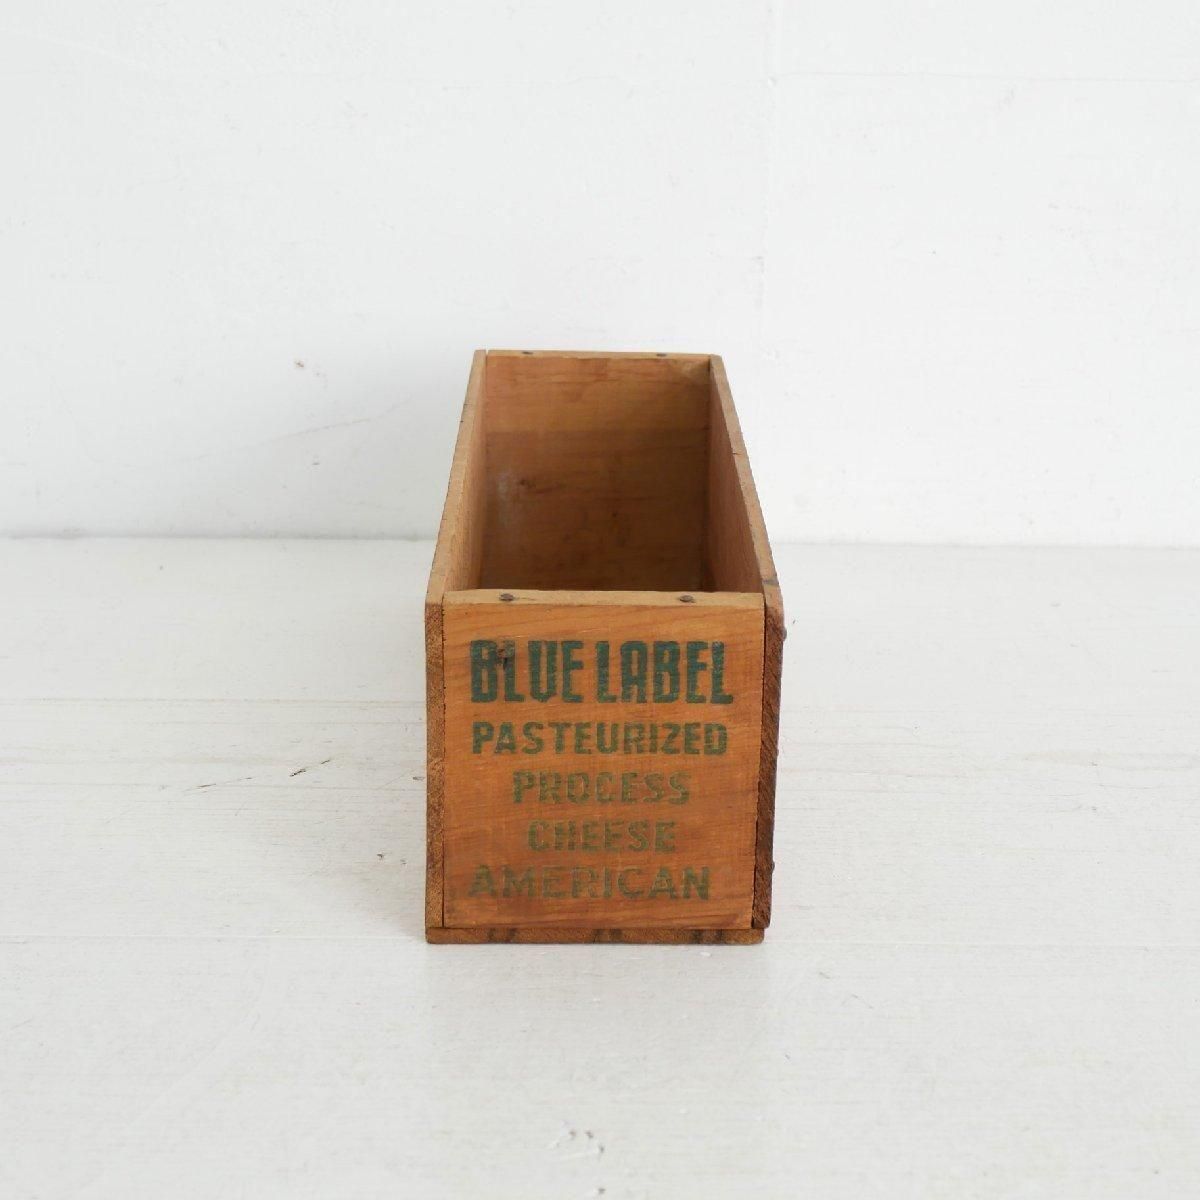 BLUE LABEL
PASTEURIZED
PROCESS
CHEESE
AMERICAN